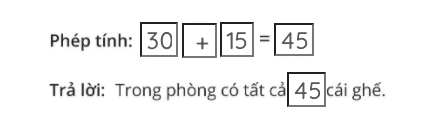 Phép tính: 30 + 15 = 45
Trả lời: Trong phòng có tất cả 45 cái ghế.